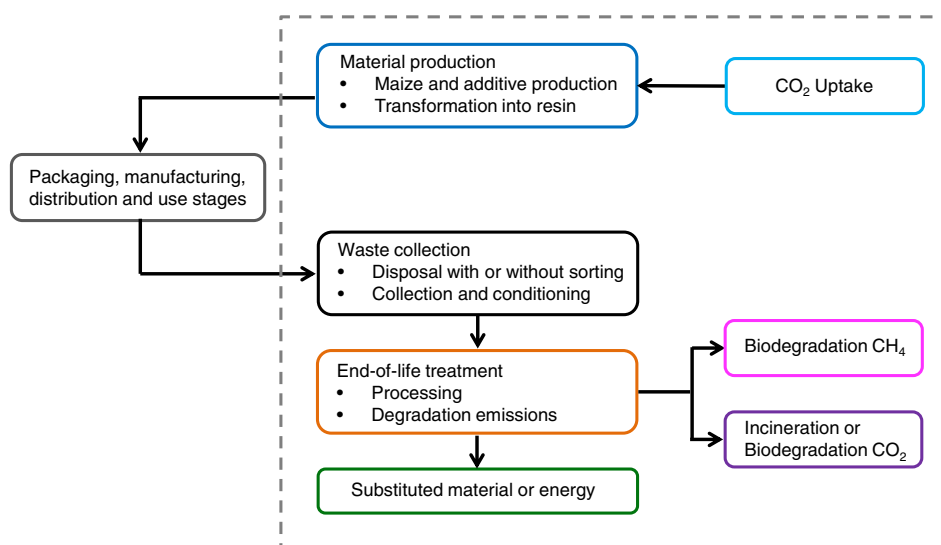 Material production
• Maize and additive production
• Transformation into resin
CO₂ Uptake
Packaging, manufacturing,
distribution and use stages
Waste collection
• Disposal with or without sorting
• Collection and conditioning
End-of-life treatment
• Processing
• Degradation emissions
Biodegradation CH₄
Incineration or
Biodegradation CO₂
Substituted material or energy